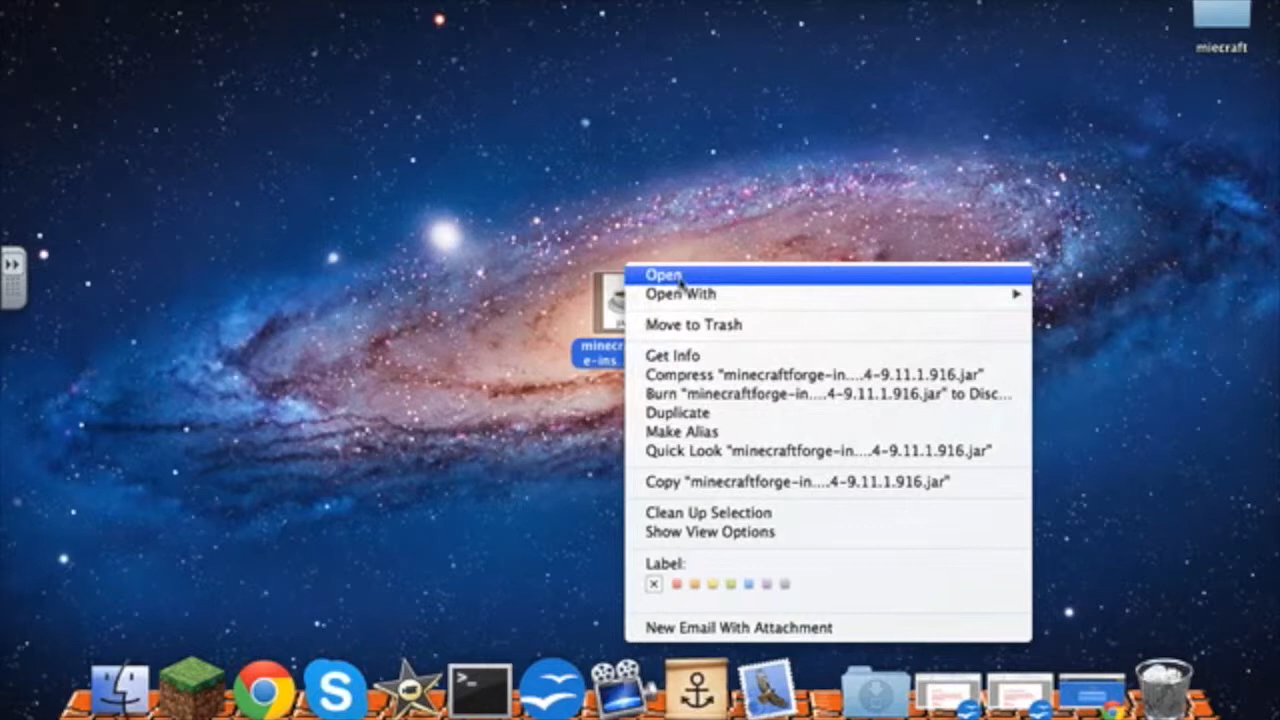 miecraft
minecr
e-ins.
Open
Open With
Move to Trash
Get Info
Compress "minecraftforge-in....4-9.11.1.916.jar"
Burn "minecraftforge-in....4-9.11.1.916.jar" to Disc...
Duplicate
Make Alias
Quick Look "minecraftforge-in....4-9.11.1.916.jar"
Copy "minecraftforge-in....4-9.11.1.916.jar"
Clean Up Selection
Show View Options
Label:
New Email With Attachment